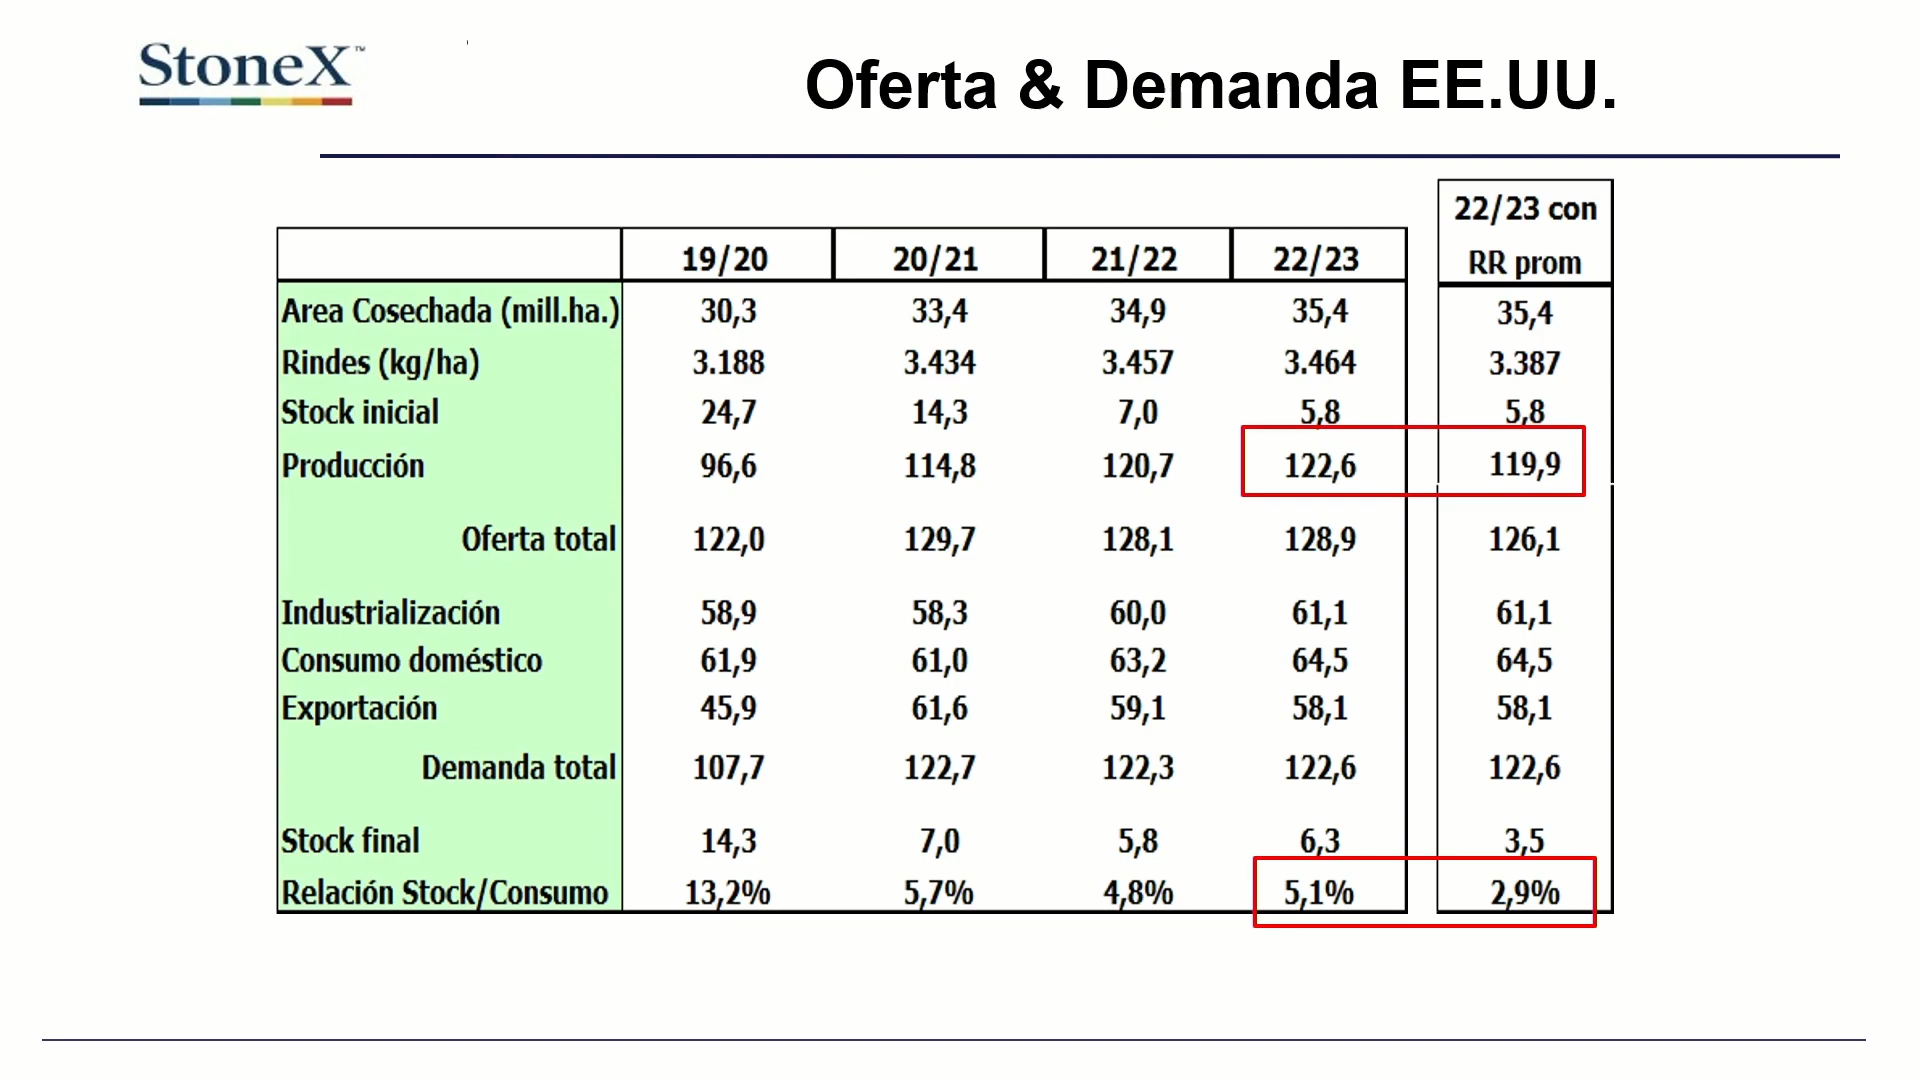 StoneX™
Oferta & Demanda EE.UU.
22/23 con
RR prom
19/20 20/21 21/22 22/23
Area Cosechada (mill.ha.) 30,3 33,4 34,9 35,4 35,4
Rindes (kg/ha) 3.188 3.434 3.457 3.464 3.387
Stock inicial 24,7 14,3 7,0 5,8 5,8
Producción 96,6 114,8 120,7 122,6 119,9
Oferta total 122,0 129,7 128,1 128,9 126,1
Industrialización 58,9 58,3 60,0 61,1 61,1
Consumo doméstico 61,9 61,0 63,2 64,5 64,5
Exportación 45,9 61,6 59,1 58,1 58,1
Demanda total 107,7 122,7 122,3 122,6 122,6
Stock final 14,3 7,0 5,8 6,3 3,5
Relación Stock/Consumo 13,2% 5,7% 4,8% 5,1% 2,9%